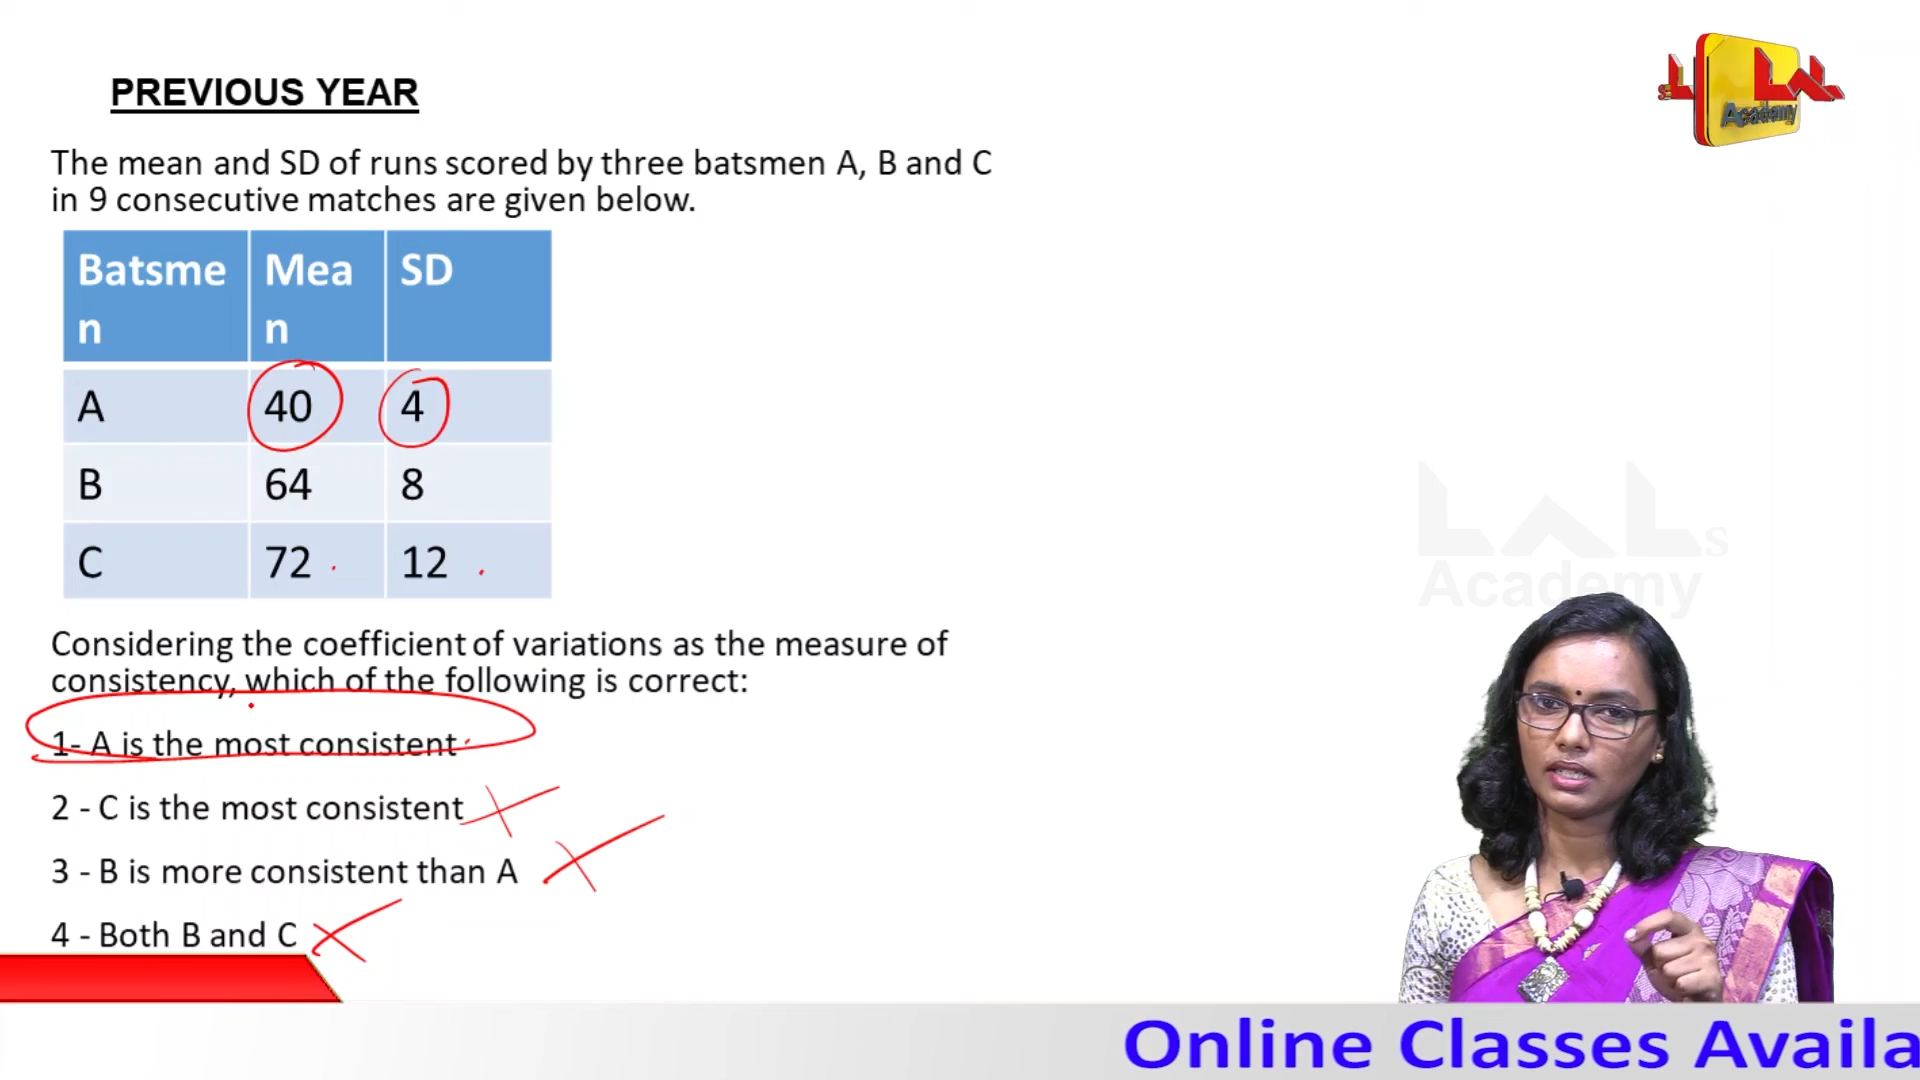 PREVIOUS YEAR
The mean and SD of runs scored by three batsmen A, B and C
in 9 consecutive matches are given below.
Batsme
n
Mea
n
SD
A 40 4
B 64 8
C 72 12
Considering the coefficient of variations as the measure of
consistency, which of the following is correct:
1- A is the most consistent
2 - C is the most consistent
3 - B is more consistent than A
4 - Both B and C
LALs
Academy
Academy
Online Classes Availa